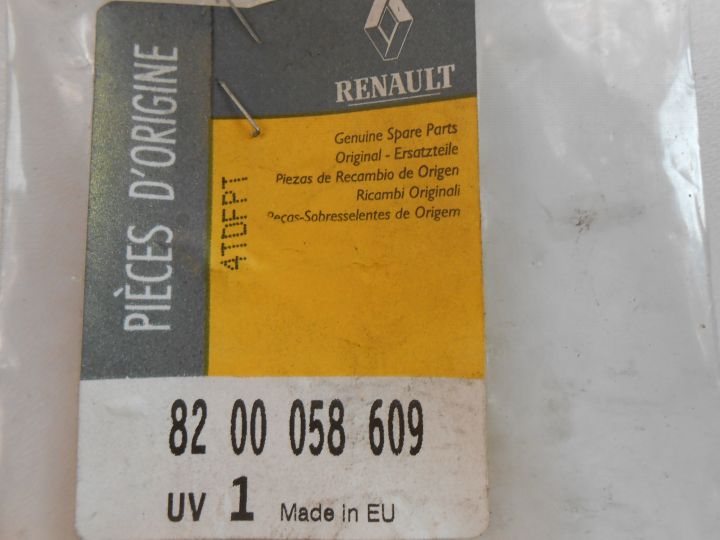 RENAULT
PIÈCES D'ORIGINE
Genuine Spare Parts
Original - Ersatzteile
Piezas de Recambio de Origen
Ricambi Originali
Peças-Sobresselentes de Origem
82 00 058 609
UV 1 Made in EU